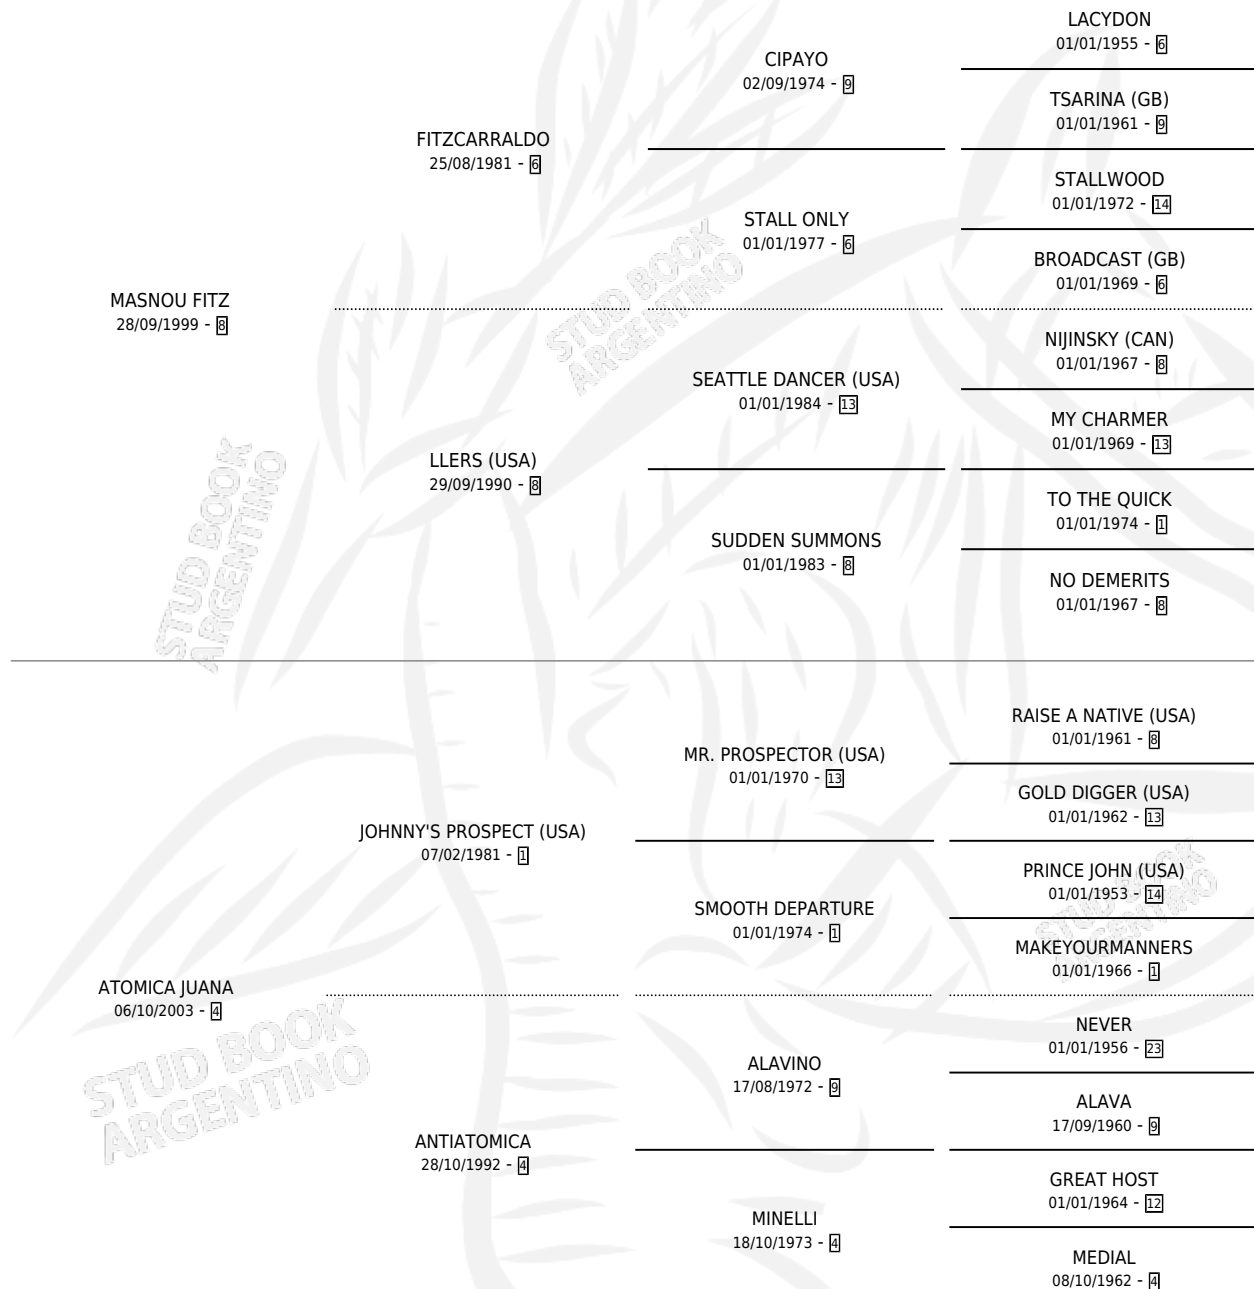 LACYDON
01/01/1955 - 6
CIPAYO
02/09/1974 - 9
TSARINA (GB)
01/01/1961 - 9
FITZCARRALDO
25/08/1981 - 6
STALLWOOD
01/01/1972 - 14
STALL ONLY
01/01/1977 - 6
BROADCAST (GB)
01/01/1969 - 6
MASNOU FITZ
28/09/1999 - 8
NIJINSKY (CAN)
01/01/1967 - 8
SEATTLE DANCER (USA)
01/01/1984 - 13
MY CHARMER
01/01/1969 - 13
LLERS (USA)
29/09/1990 - 8
TO THE QUICK
01/01/1974 - 1
SUDDEN SUMMONS
01/01/1983 - 8
NO DEMERITS
01/01/1967 - 8
STUD BOOK
ARGENTINO
STUD BOOK
ARGENTINO
RAISE A NATIVE (USA)
01/01/1961 - 8
MR. PROSPECTOR (USA)
01/01/1970 - 13
GOLD DIGGER (USA)
01/01/1962 - 13
JOHNNY'S PROSPECT (USA)
07/02/1981 - 1
PRINCE JOHN (USA)
01/01/1953 - 14
SMOOTH DEPARTURE
01/01/1974 - 1
MAKEYOURMANNERS
01/01/1966 - 1
STUD BOOK
ARGENTINO
ATOMICA JUANA
06/10/2003 - 4
NEVER
01/01/1956 - 23
ALAVINO
17/08/1972 - 9
ALAVA
17/09/1960 - 9
ANTIATOMICA
28/10/1992 - 4
GREAT HOST
01/01/1964 - 12
MINELLI
18/10/1973 - 4
MEDIAL
08/10/1962 - 4
STUD BOOK
ARGENTINO